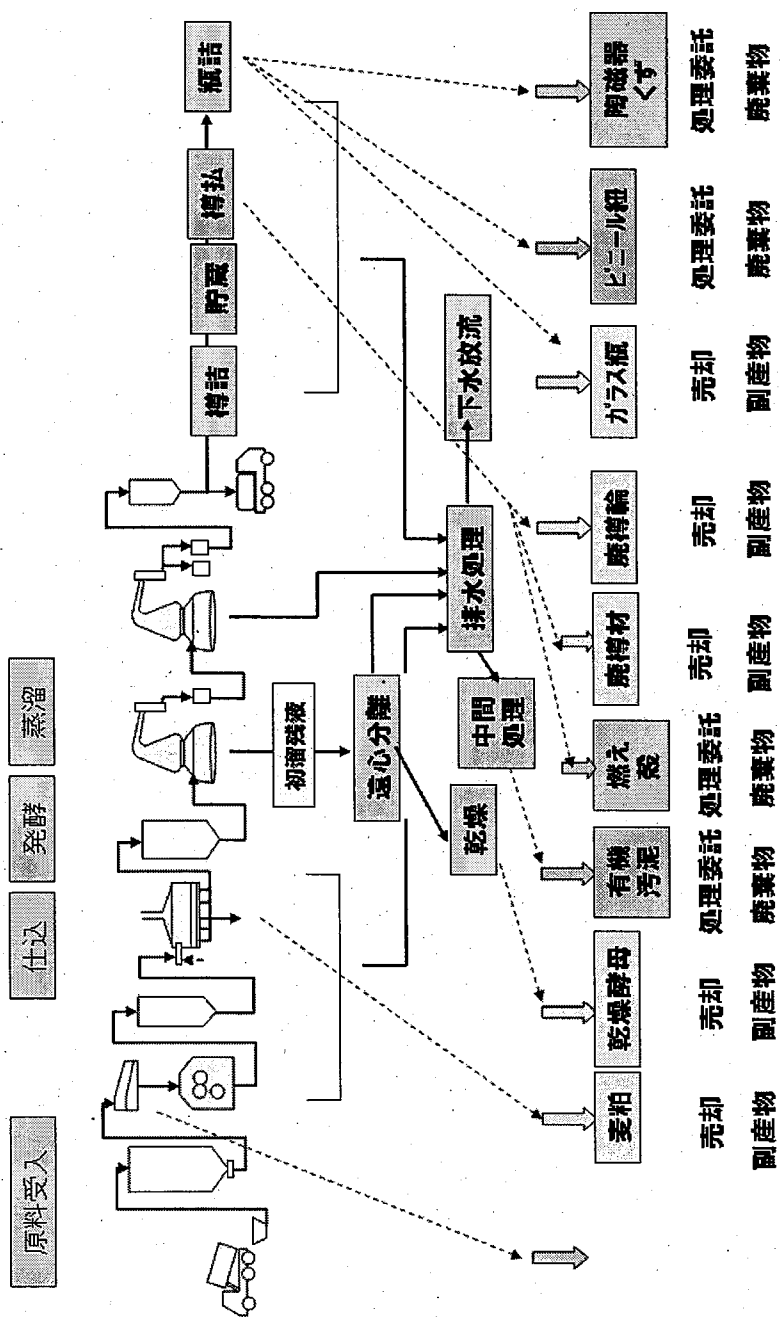 原料受入
仕込
発酵
蒸溜
樽詰
貯蔵
樽払
瓶詰
初溜残液
遠心分離
乾燥
排水処理
中間
処理
下水放流
麦粕
乾燥酵母
有機
汚泥
燃え
殻
廃樽材
廃樽輪
ガラス瓶
ビニール紐
陶磁器
くず
売却
売却
処理委託
処理委託
売却
売却
売却
処理委託
処理委託
副産物
副産物
廃棄物
廃棄物
副産物
副産物
副産物
廃棄物
廃棄物